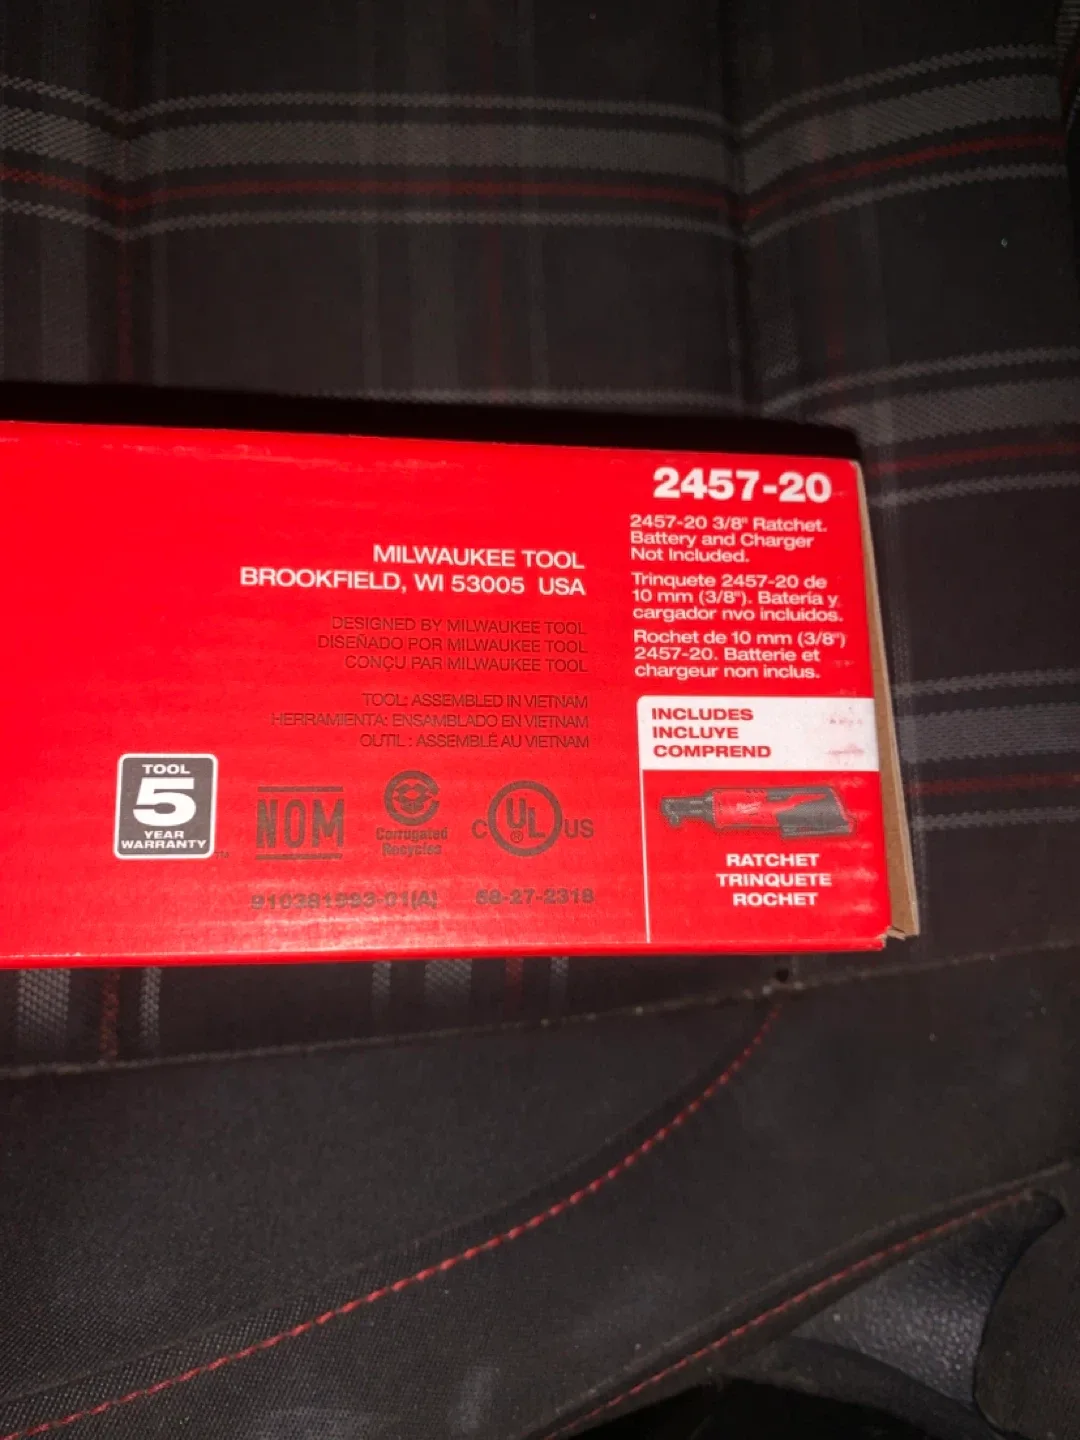 2457-20
2457-20 3/8" Ratchet.
Battery and Charger
Not Included.
Trinquete 2457-20 de
10 mm (3/8"). Batería y
cargador nvo incluidos.
Rochet de 10 mm (3/8")
2457-20. Batterie et
chargeur non inclus.
MILWAUKEE TOOL
BROOKFIELD, WI 53005 USA
DESIGNED BY MILWAUKEE TOOL
DISEÑADO POR MILWAUKEE TOOL
CONÇU PAR MILWAUKEE TOOL
TOOL: ASSEMBLED IN VIETNAM
HERRAMIENTA: ENSAMBLADO EN VIETNAM
OUTIL : ASSEMBLÉ AU VIETNAM
INCLUDES
INCLUYE
COMPREND
RATCHET
TRINQUETE
ROCHET
TOOL
5
YEAR
WARRANTY™
NOM
Corrugated
Recycles
C UL® US
58-27-2318